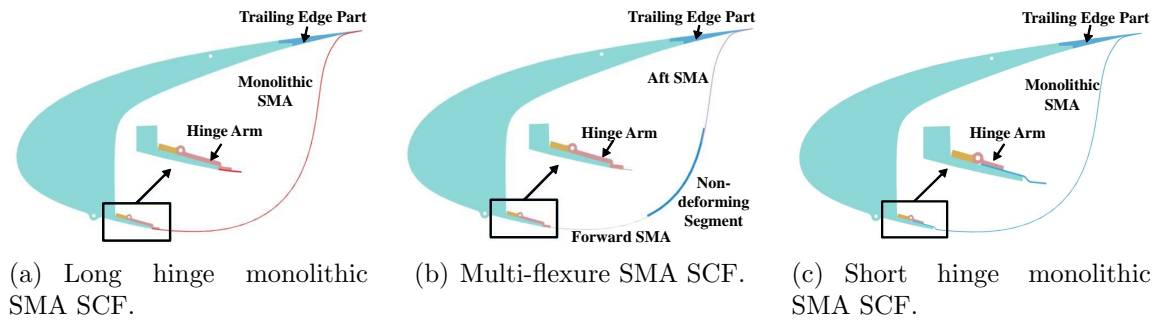 Trailing Edge Part
Monolithic
SMA
Hinge Arm
(a) Long hinge monolithic
SMA SCF.
Trailing Edge Part
Aft SMA
Hinge Arm
Non-
deforming
Segment
Forward SMA
(b) Multi-flexure SMA SCF.
Trailing Edge Part
Monolithic
SMA
Hinge Arm
(c) Short hinge monolithic
SMA SCF.